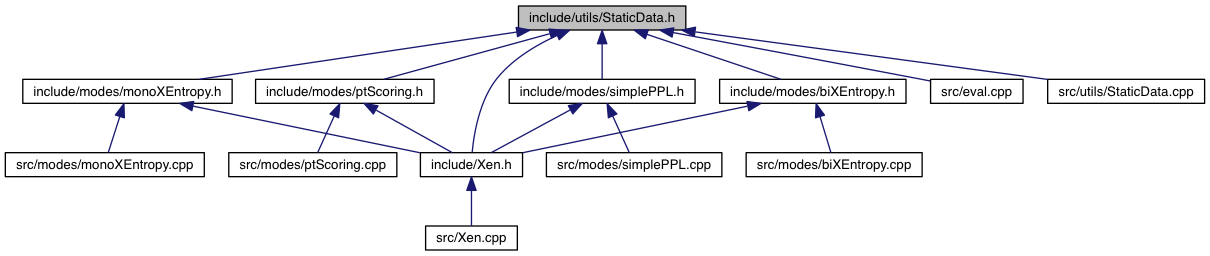 include/utils/StaticData.h
include/modes/monoXEntropy.h
include/modes/ptScoring.h
include/modes/simplePPL.h
include/modes/biXEntropy.h
src/eval.cpp
src/utils/StaticData.cpp
src/modes/monoXEntropy.cpp
src/modes/ptScoring.cpp
include/Xen.h
src/modes/simplePPL.cpp
src/modes/biXEntropy.cpp
src/Xen.cpp